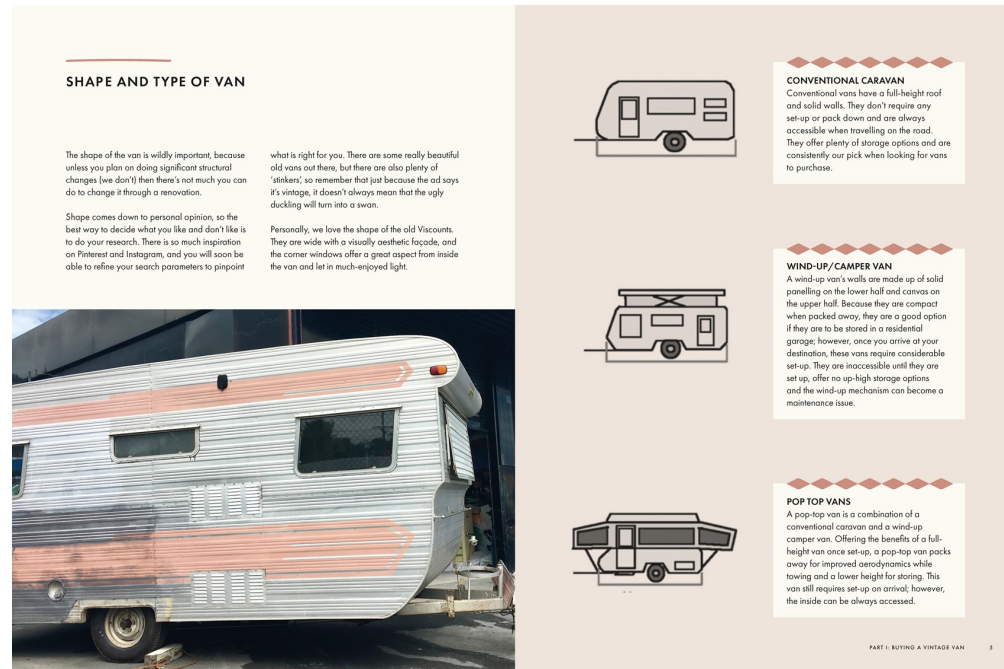 SHAPE AND TYPE OF VAN
The shape of the van is wildly important, because
unless you plan on doing significant structural
changes (we don't) then there's not much you can
do to change it through a renovation.
Shape comes down to personal opinion, so the
best way to decide what you like and don't like is
to do your research. There is so much inspiration
on Pinterest and Instagram, and you will soon be
able to refine your search parameters to pinpoint
what is right for you. There are some really beautiful
old vans out there, but there are also plenty of
'stinkers', so remember that just because the ad says
it's vintage, it doesn't always mean that the ugly
duckling will turn into a swan.
Personally, we love the shape of the old Viscounts.
They are wide with a visually aesthetic façade, and
the corner windows offer a great aspect from inside
the van and let in much-enjoyed light.
CONVENTIONAL CARAVAN
Conventional vans have a full-height roof
and solid walls. They don't require any
set-up or pack down and are always
accessible when travelling on the road.
They offer plenty of storage options and are
consistently our pick when looking for vans
to purchase.
WIND-UP/CAMPER VAN
A wind-up van's walls are made up of solid
panelling on the lower half and canvas on
the upper half. Because they are compact
when packed away, they are a good option
if they are to be stored in a residential
garage; however, once you arrive at your
destination, these vans require considerable
set-up. They are inaccessible until they are
set up, offer no up-high storage options
and the wind-up mechanism can become a
maintenance issue.
POP TOP VANS
A pop-top van is a combination of a
conventional caravan and a wind-up
camper van. Offering the benefits of a full-
height van once set-up, a pop-top van packs
away for improved aerodynamics while
towing and a lower height for storing. This
van still requires set-up on arrival; however,
the inside can be always accessed.
PART I: BUYING A VINTAGE VAN 5